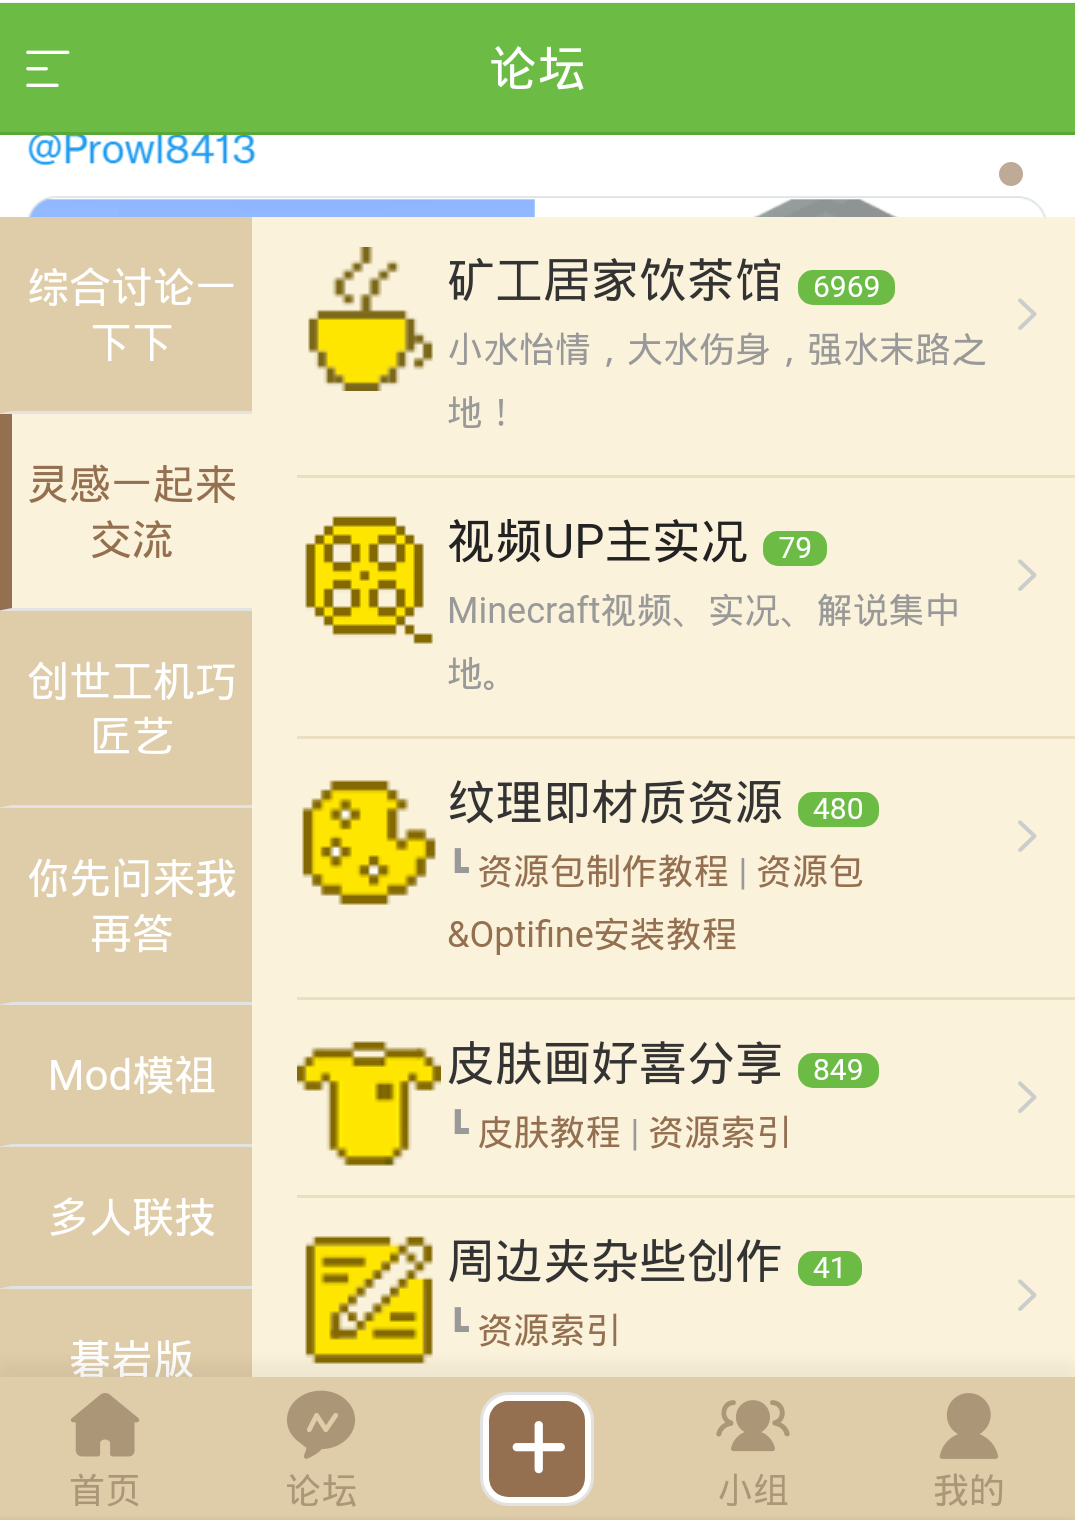 论坛
@Prowl8413
综合讨论一
下下
灵感一起来
交流
创世工机巧
匠艺
你先问来我
再答
Mod模祖
多人联技
碁岩版
矿工居家饮茶馆 6969
小水怡情，大水伤身，强水末路之
地！
视频UP主实况 79
Minecraft视频、实况、解说集中
地。
纹理即材质资源 480
┗ 资源包制作教程 | 资源包
&Optifine安装教程
皮肤画好喜分享 849
┗ 皮肤教程 | 资源索引
周边夹杂些创作 41
┗ 资源索引
首页
论坛
小组
我的